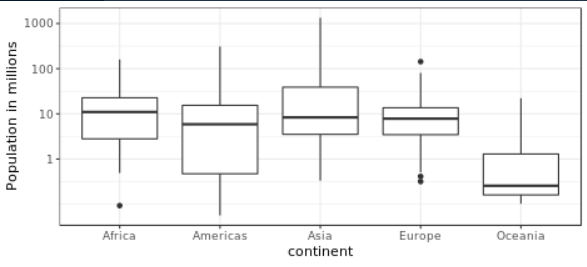 1000
100
10
1
Population in millions
Africa Americas Asia Europe Oceania
continent